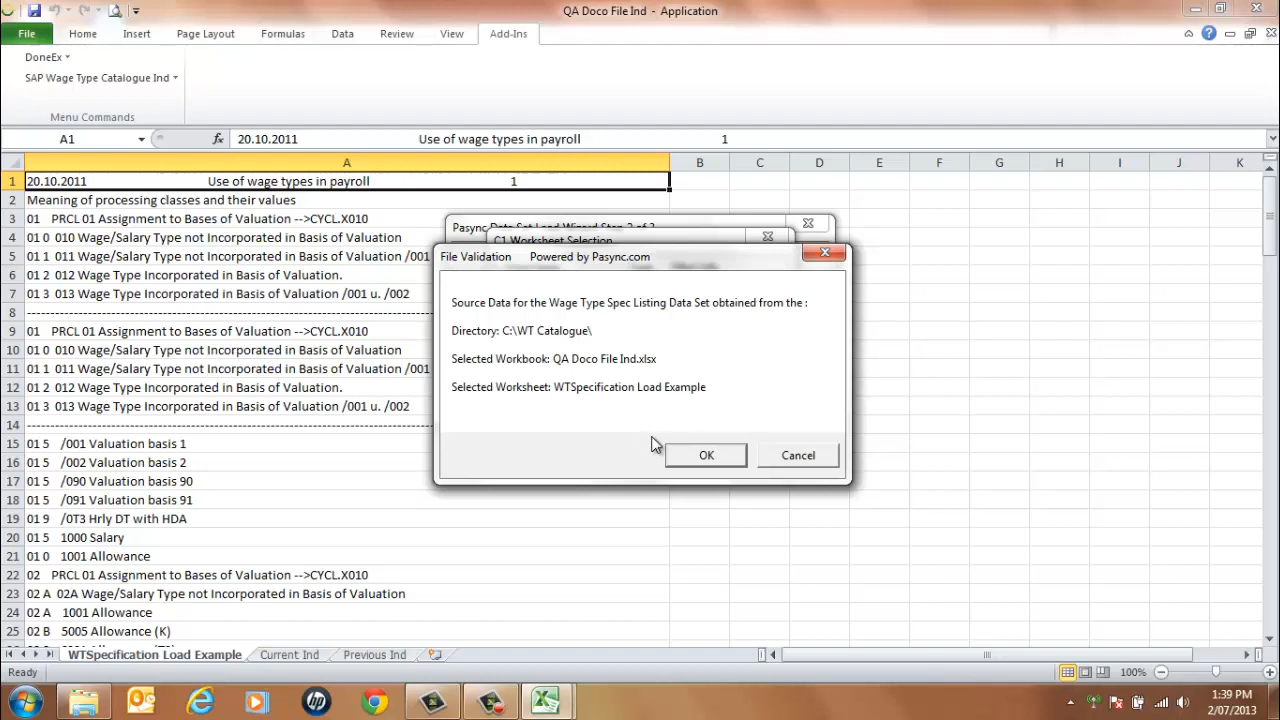 QA Doco File Ind - Application
File Home Insert Page Layout Formulas Data Review View Add-Ins
DoneEx
SAP Wage Type Catalogue Ind
Menu Commands
A1 fx 20.10.2011 Use of wage types in payroll 1
A B C D E F G H I J K
1 20.10.2011 Use of wage types in payroll 1
2 Meaning of processing classes and their values
3 01 PRCL 01 Assignment to Bases of Valuation -->CYCL.X010
4 01 0 010 Wage/Salary Type not Incorporated in Basis of Valuation
5 01 1 011 Wage/Salary Type Incorporated in Basis of Valuation /001
6 01 2 012 Wage Type Incorporated in Basis of Valuation.
7 01 3 013 Wage Type Incorporated in Basis of Valuation /001 u. /002
8 --------------------------------------------------------------------------------
9 01 PRCL 01 Assignment to Bases of Valuation -->CYCL.X010
10 01 0 010 Wage/Salary Type not Incorporated in Basis of Valuation
11 01 1 011 Wage/Salary Type Incorporated in Basis of Valuation /001
12 01 2 012 Wage Type Incorporated in Basis of Valuation.
13 01 3 013 Wage Type Incorporated in Basis of Valuation /001 u. /002
14 --------------------------------------------------------------------------------
15 01 5 /001 Valuation basis 1
16 01 5 /002 Valuation basis 2
17 01 5 /090 Valuation basis 90
18 01 5 /091 Valuation basis 91
19 01 9 /0T3 Hrly DT with HDA
20 01 5 1000 Salary
21 01 0 1001 Allowance
22 02 PRCL 01 Assignment to Bases of Valuation -->CYCL.X010
23 02 A 02A Wage/Salary Type not Incorporated in Basis of Valuation
24 02 A 1001 Allowance
25 02 B 5005 Allowance (K)
Pasync Data Set Load Wizard Step 2 of 3
C1 Worksheet Selection
File Validation Powered by Pasync.com
Source Data for the Wage Type Spec Listing Data Set obtained from the :
Directory: C:\WT Catalogue\
Selected Workbook: QA Doco File Ind.xlsx
Selected Worksheet: WTSpecification Load Example
OK Cancel
WTSpecification Load Example Current Ind Previous Ind
Ready 100%
1:39 PM
2/07/2013